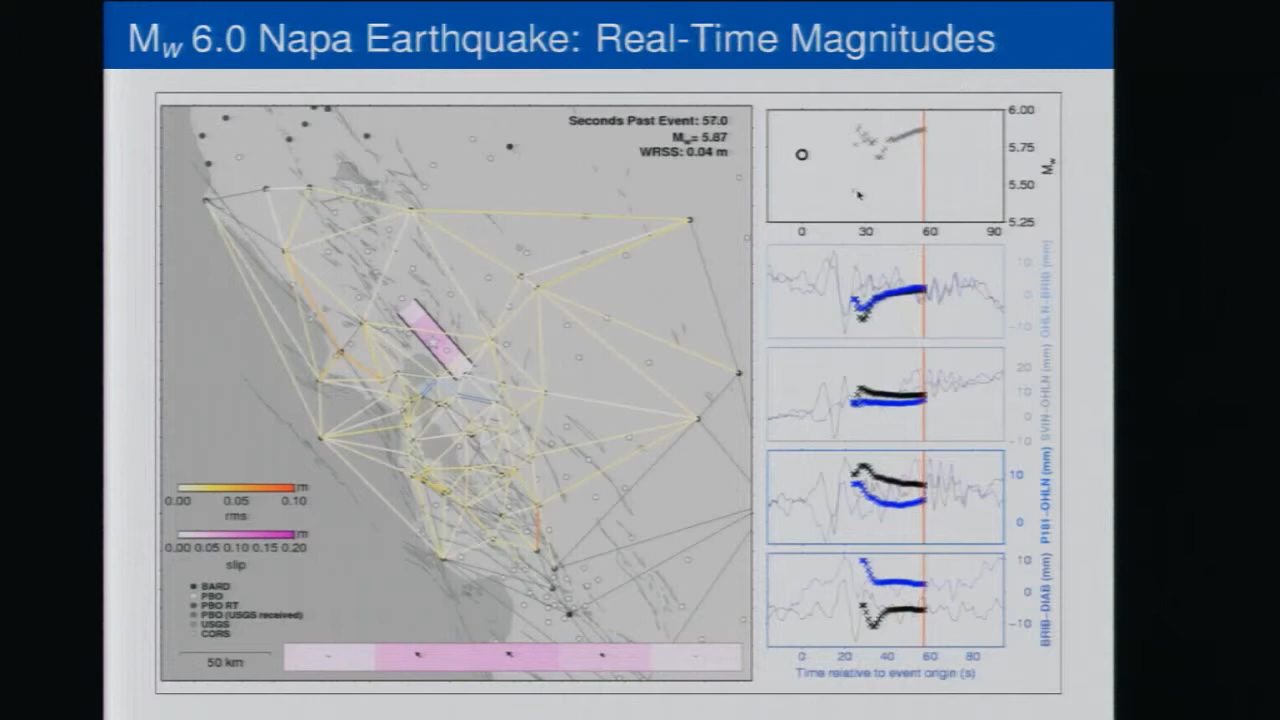 Mw 6.0 Napa Earthquake: Real-Time Magnitudes
Seconds Past Event: 57.0
Mw= 5.87
WRSS: 0.04 m
m
0.00 0.05 0.10
rms
m
0.00 0.05 0.10 0.15 0.20
slip
BARD
PBO
PBO RT
PBO (USGS received)
USGS
CORS
50 km
6.00
5.75
5.50
5.25
Mw
0 30 60 90
10
0
−10
OHLN−BRIB (mm)
20
10
0
−10
SVIN−OHLN (mm)
10
0
P181−OHLN (mm)
10
0
−10
BRIB−DIAB (mm)
0 20 40 60 80
Time relative to event origin (s)